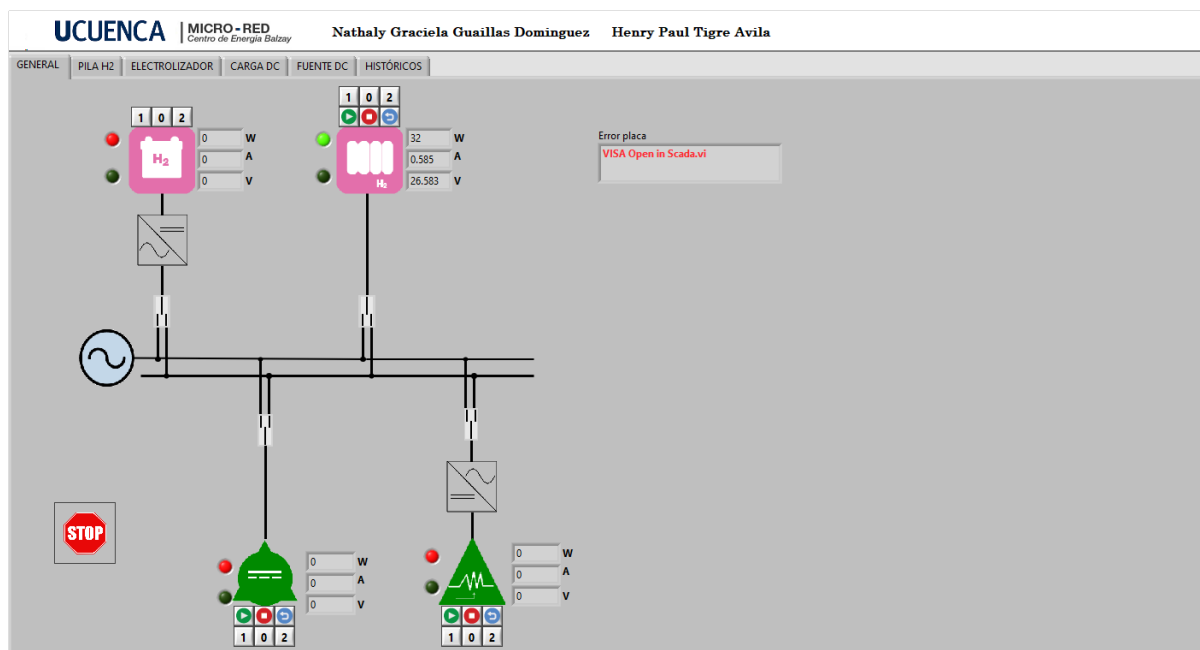 UCUENCA MICRO-RED Nathaly Graciela Guaillas Dominguez Henry Paul Tigre Avila
Centro de Energía Balzay
GENERAL PILA H2 ELECTROLIZADOR CARGA DC FUENTE DC HISTÓRICOS
1 0 2
0 W
0 A
0 V
H2
1 0 2
32 W
0.585 A
26.583 V
H2
Error placa
VISA Open in Scada.vi
STOP
0 W
0 A
0 V
1 0 2
0 W
0 A
0 V
1 0 2